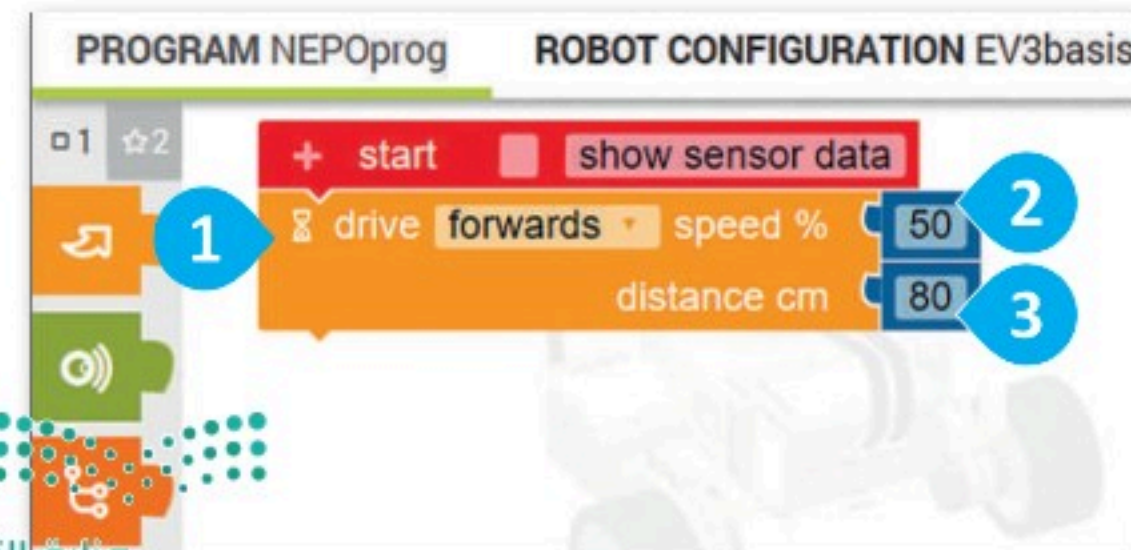 PROGRAM NEPOprog ROBOT CONFIGURATION EV3basis
1 2
+ start show sensor data
1 drive forwards speed % 50 2
distance cm 80 3